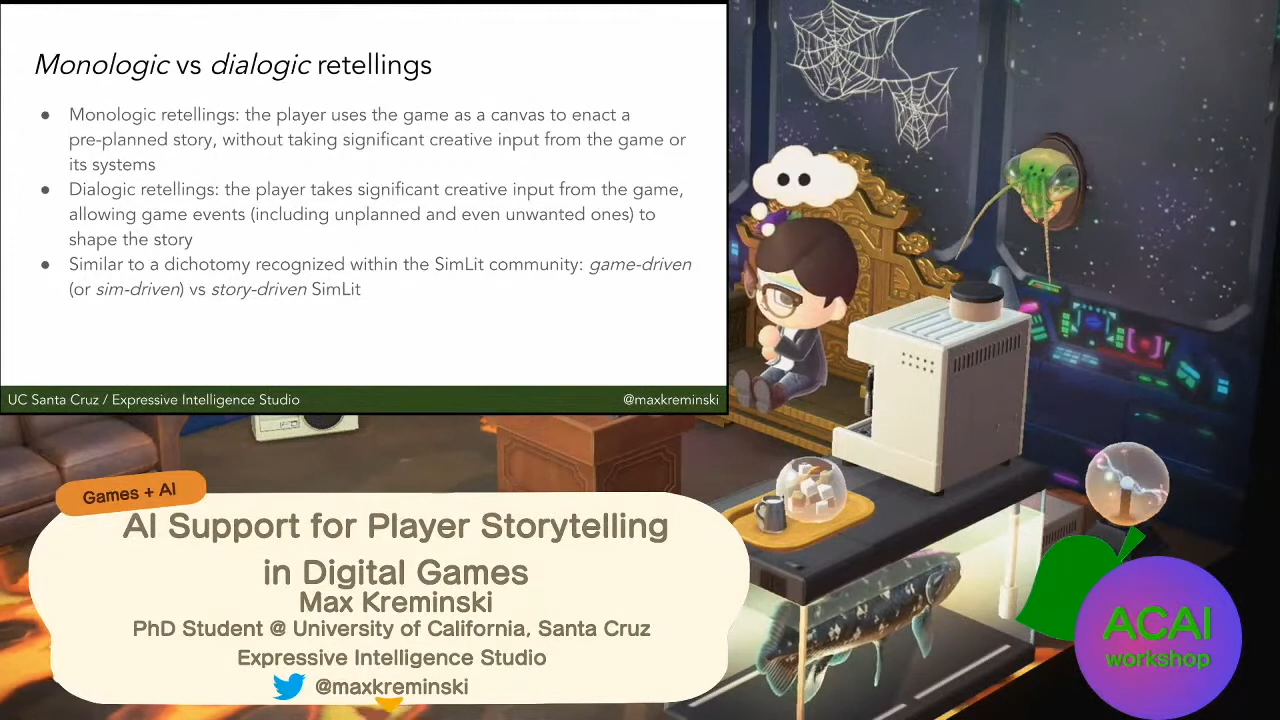 Monologic vs dialogic retellings
● Monologic retellings: the player uses the game as a canvas to enact a
pre-planned story, without taking significant creative input from the game or
its systems
● Dialogic retellings: the player takes significant creative input from the game,
allowing game events (including unplanned and even unwanted ones) to
shape the story
● Similar to a dichotomy recognized within the SimLit community: game-driven
(or sim-driven) vs story-driven SimLit
UC Santa Cruz / Expressive Intelligence Studio
@maxkreminski
Games + AI
AI Support for Player Storytelling
in Digital Games
Max Kreminski
PhD Student @ University of California, Santa Cruz
Expressive Intelligence Studio
@maxkreminski
ACAI
workshop